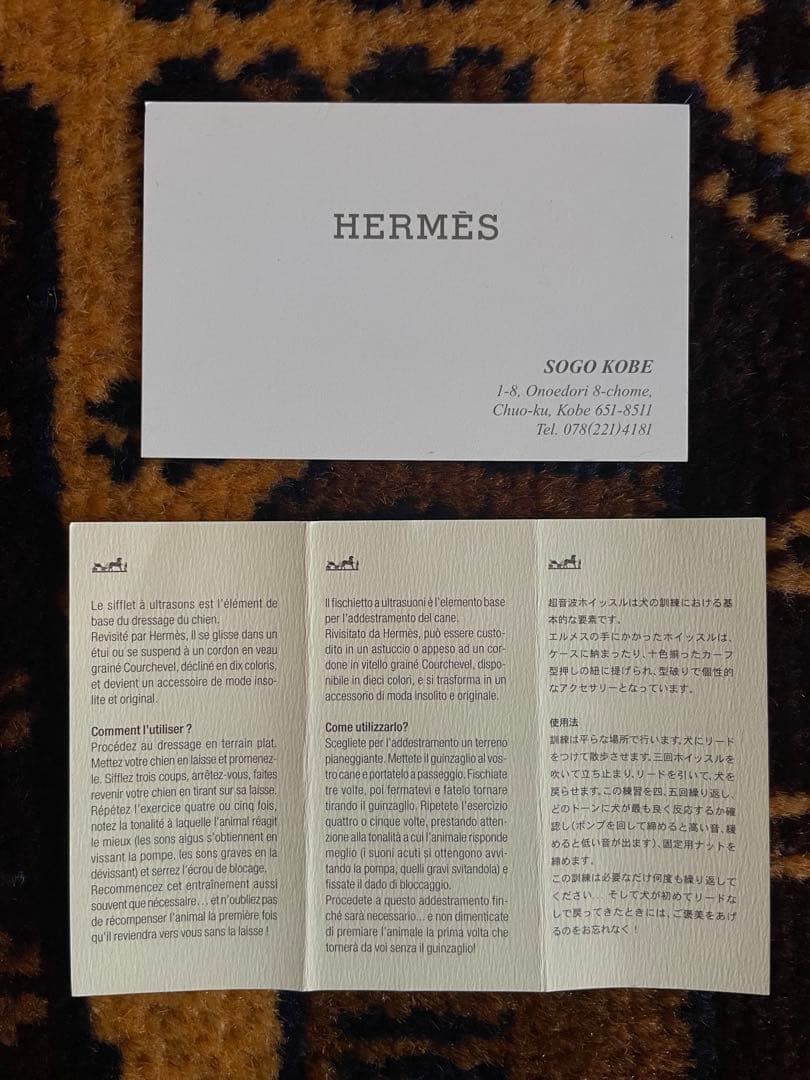 HERMÈS
SOGO KOBE
1-8, Onoedori 8-chome,
Chuo-ku, Kobe 651-8511
Tel. 078(221)4181
Le sifflet à ultrasons est l'élément de
base du dressage du chien.
Revisité par Hermès, il se glisse dans un
étui ou se suspend à un cordon en veau
grainé Courchevel, décliné en dix coloris,
et devient un accessoire de mode inso-
lite et original.
Comment l'utiliser ?
Procédez au dressage en terrain plat.
Mettez votre chien en laisse et promenez-
le. Sifflez trois coups, arrêtez-vous, faites
revenir votre chien en tirant sur sa laisse.
Répétez l'exercice quatre ou cinq fois,
notez la tonalité à laquelle l'animal réagit
le mieux (les sons aigus s'obtiennent en
vissant la pompe, les sons graves en la
dévissant) et serrez l'écrou de blocage.
Recommencez cet entraînement aussi
souvent que nécessaire... et n'oubliez pas
de récompenser l'animal la première fois
qu'il reviendra vers vous sans la laisse !
Il fischietto a ultrasuoni è l'elemento base
per l'addestramento del cane.
Rivisitato da Hermès, può essere custo-
dito in un astuccio o appeso ad un cor-
done in vitello grainé Courchevel, dispo-
nibile in dieci colori, e si trasforma in un
accessorio di moda insolito e originale.
Come utilizzarlo?
Scegliete per l'addestramento un terreno
pianeggiante. Mettete il guinzaglio al vos-
tro cane e portatelo a passeggio. Fischiate
tre volte, poi fermatevi e fatelo tornare
tirando il guinzaglio. Ripetete l'esercizio
quattro o cinque volte, prestando atten-
zione alla tonalità a cui l'animale risponde
meglio (i suoni acuti si ottengono avvi-
tando la pompa, quelli gravi svitandola) e
fissate il dado di bloccaggio.
Procedete a questo addestramento fin-
ché sarà necessario... e non dimenticate
di premiare l'animale la prima volta che
tornerà da voi senza il guinzaglio!
超音波ホイッスルは犬の訓練における基
本的な要素です。
エルメスの手にかかったホイッスルは、
ケースに納まったり、十色揃ったカーフ
型押しの紐に提げられ、型破りで個性的
なアクセサリーとなっています。
使用法
訓練は平らな場所で行います。犬にリード
をつけて散歩させます。三回ホイッスルを
吹いて立ち止まり、リードを引いて、犬を
戻らせます。この練習を四、五回繰り返し、
どのトーンに犬が最も良く反応するか確
認し(ポンプを回して締めると高い音、緩
めると低い音が出ます)、固定用ナットを
締めます。
この訓練は必要なだけ何度も繰り返して
ください... そして犬が初めてリードな
しで戻ってきたときには、ご褒美をあげ
るのをお忘れなく!